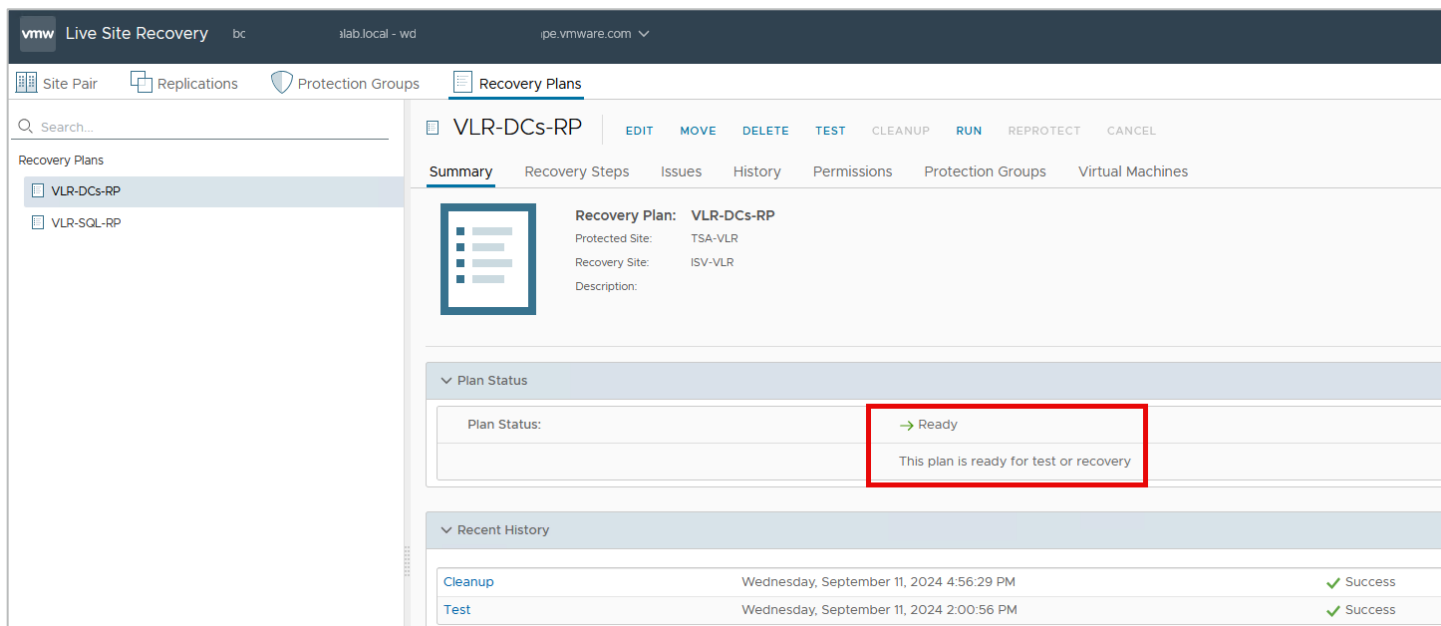 vmw Live Site Recovery bc alab.local - wd ape.vmware.com
Site Pair Replications Protection Groups Recovery Plans
Search...
Recovery Plans
VLR-DCs-RP
VLR-SQL-RP
VLR-DCs-RP EDIT MOVE DELETE TEST CLEANUP RUN REPROTECT CANCEL
Summary Recovery Steps Issues History Permissions Protection Groups Virtual Machines
Recovery Plan: VLR-DCs-RP
Protected Site: TSA-VLR
Recovery Site: ISV-VLR
Description:
Plan Status
Plan Status: Ready
This plan is ready for test or recovery
Recent History
Cleanup Wednesday, September 11, 2024 4:56:29 PM Success
Test Wednesday, September 11, 2024 2:00:56 PM Success